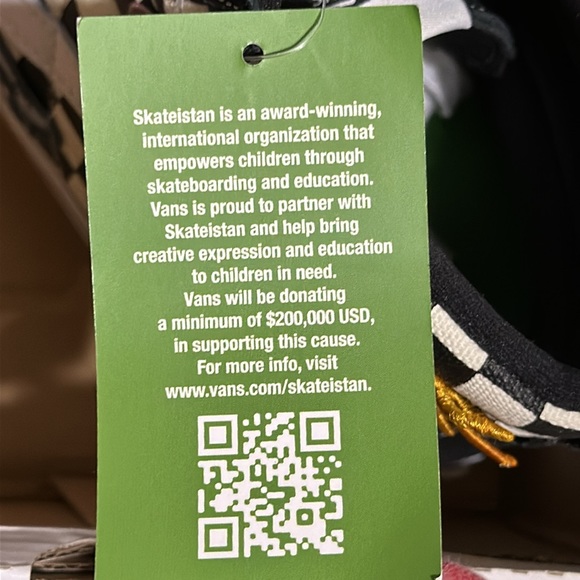 Skateistan is an award-winning,
international organization that
empowers children through
skateboarding and education.
Vans is proud to partner with
Skateistan and help bring
creative expression and education
to children in need.
Vans will be donating
a minimum of $200,000 USD,
in supporting this cause.
For more info, visit
www.vans.com/skateistan.